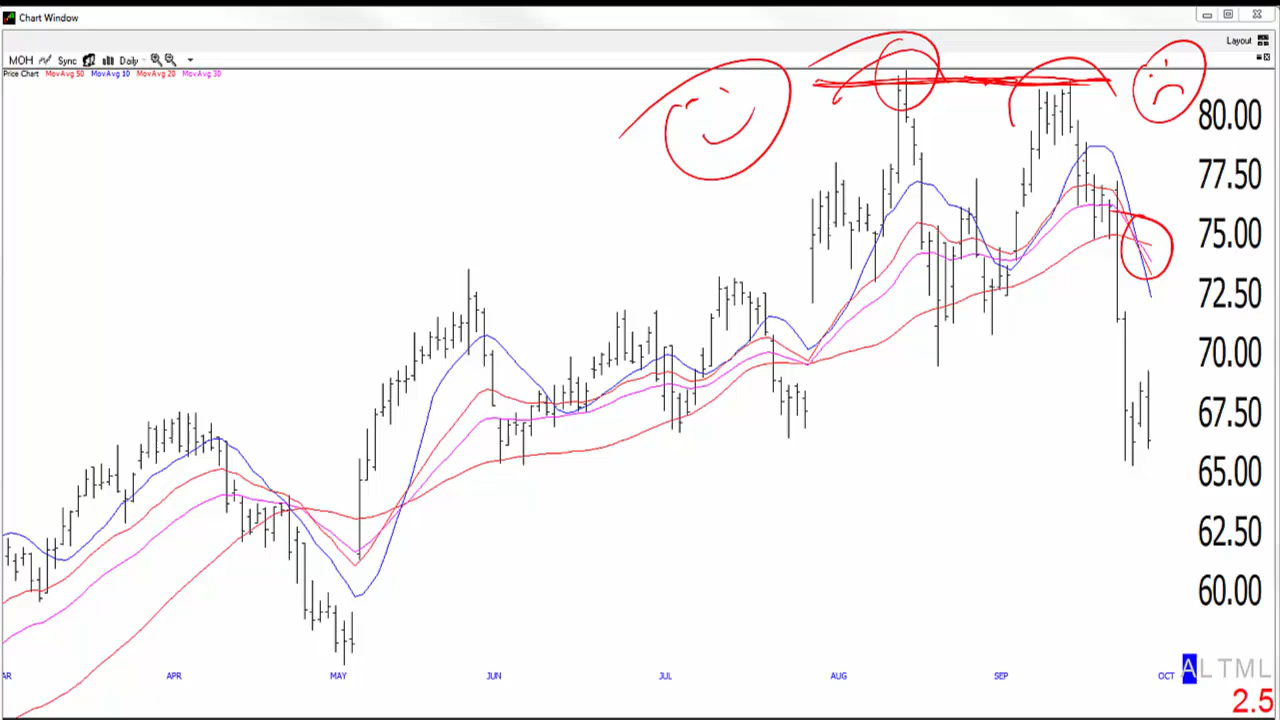 Chart Window
Layout
MOH Sync Daily
Price Chart MovAvg 50 MovAvg 10 MovAvg 20 MovAvg 30
80.00
77.50
75.00
72.50
70.00
67.50
65.00
62.50
60.00
AR APR MAY JUN JUL AUG SEP OCT
ALTML
2.5